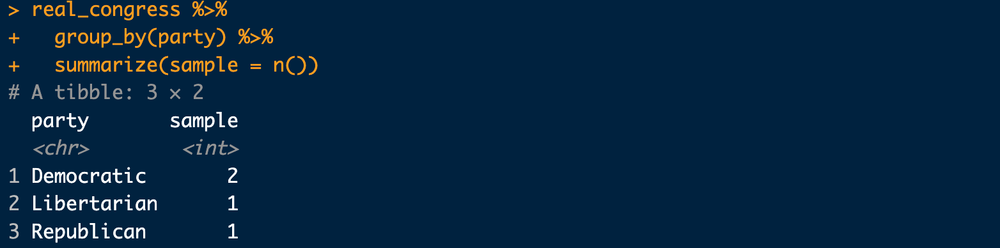 > real_congress %>%
+   group_by(party) %>%
+   summarize(sample = n())
# A tibble: 3 × 2
  party       sample
  <chr>        <int>
1 Democratic       2
2 Libertarian      1
3 Republican       1